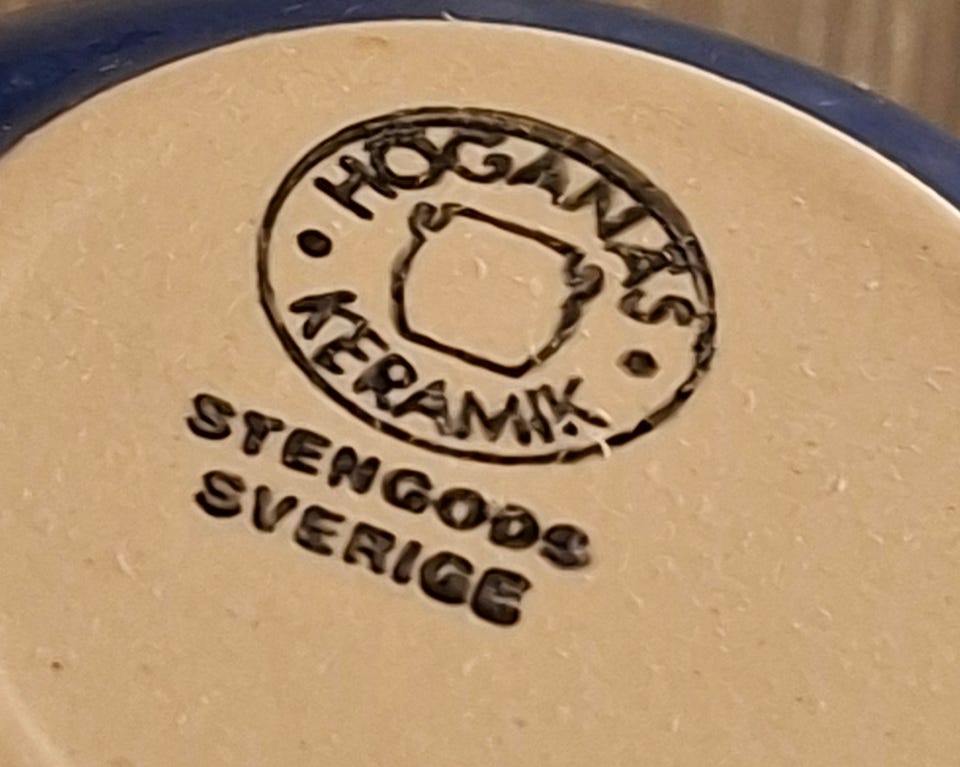 HÖGANÄS
KERAMIK
STENGODS
SVERIGE